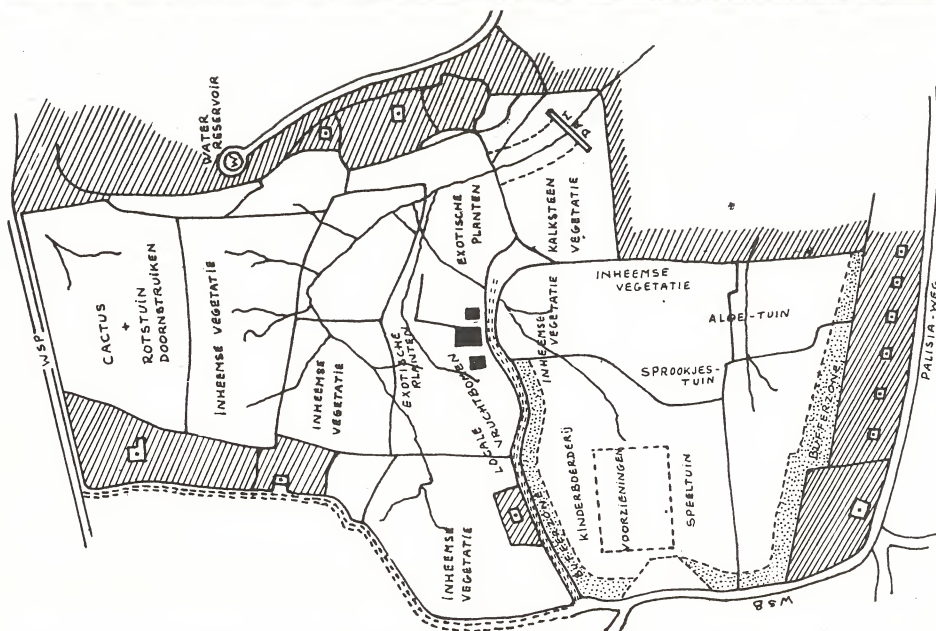 WATER
RESERVOIR
W
DAM
WSP
CACTUS
+
ROTSTUIN
DOORNSTRUIKEN
INHEEMSE VEGETATIE
INHEEMSE
VEGETATIE
EXOTISCHE
PLANTEN
EXOTISCHE
PLANTEN
KALKSTEEN
VEGETATIE
LOCALE
VRUCHTBOMEN
INHEEMSE
VEGETATIE
INHEEMSE
VEGETATIE
INHEEMSE
VEGETATIE
ALOE-TUIN
SPROOKJES-
TUIN
KINDERBOERDERIJ
VOORZIENINGEN
SPEELTUIN
BUFFERZONE
BUFFERZONE
PALISIA-WEG
WSB